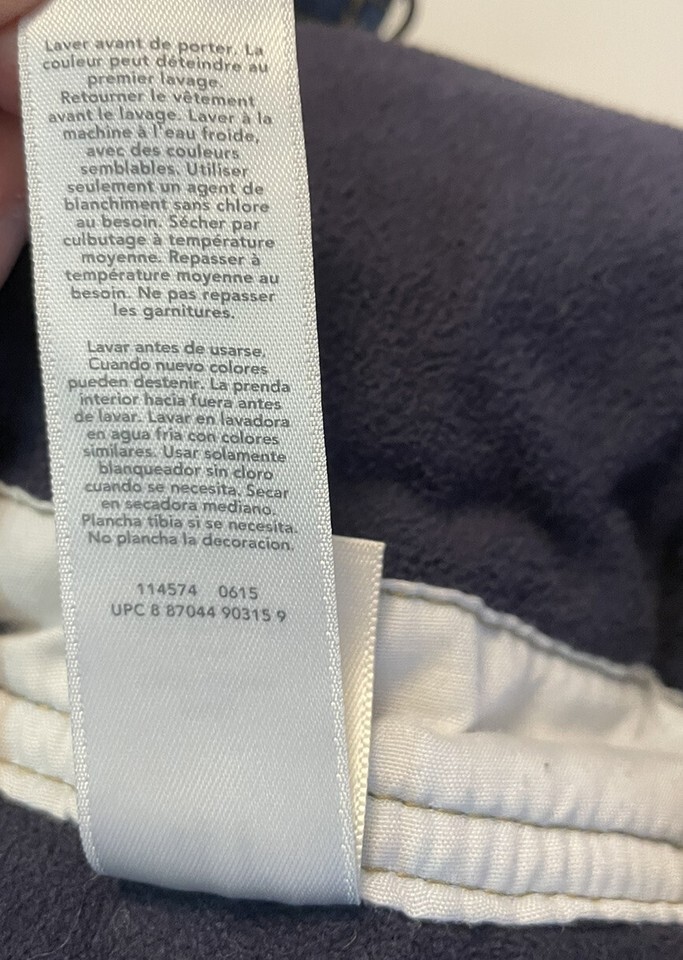 Laver avant de porter. La
couleur peut déteindre au
premier lavage.
Retourner le vêtement
avant le lavage. Laver à la
machine à l'eau froide,
avec des couleurs
semblables. Utiliser
seulement un agent de
blanchiment sans chlore
au besoin. Sécher par
culbutage à température
moyenne. Repasser à
température moyenne au
besoin. Ne pas repasser
les garnitures.
Lavar antes de usarse.
Cuando nuevo colores
pueden destenir. La prenda
interior hacia fuera antes
de lavar. Lavar en lavadora
en agua fria con colores
similares. Usar solamente
blanqueador sin cloro
cuando se necesita. Secar
en secadora mediano.
Plancha tibia si se necesita.
No plancha la decoracion.
114574 0615
UPC 8 87044 90315 9